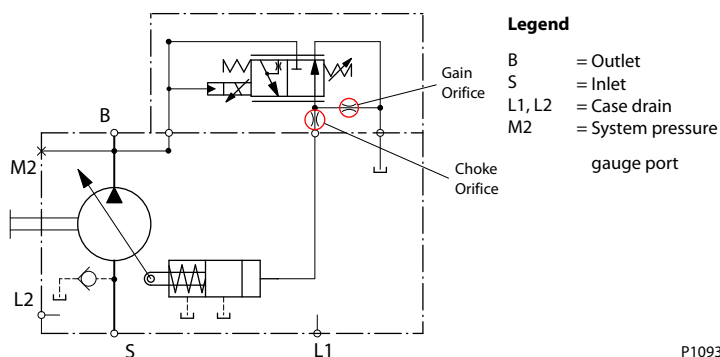 Legend
B = Outlet
S = Inlet
L1, L2 = Case drain
M2 = System pressure
gauge port
Gain
Orifice
B
M2
Choke
Orifice
L2
S
L1
P1093